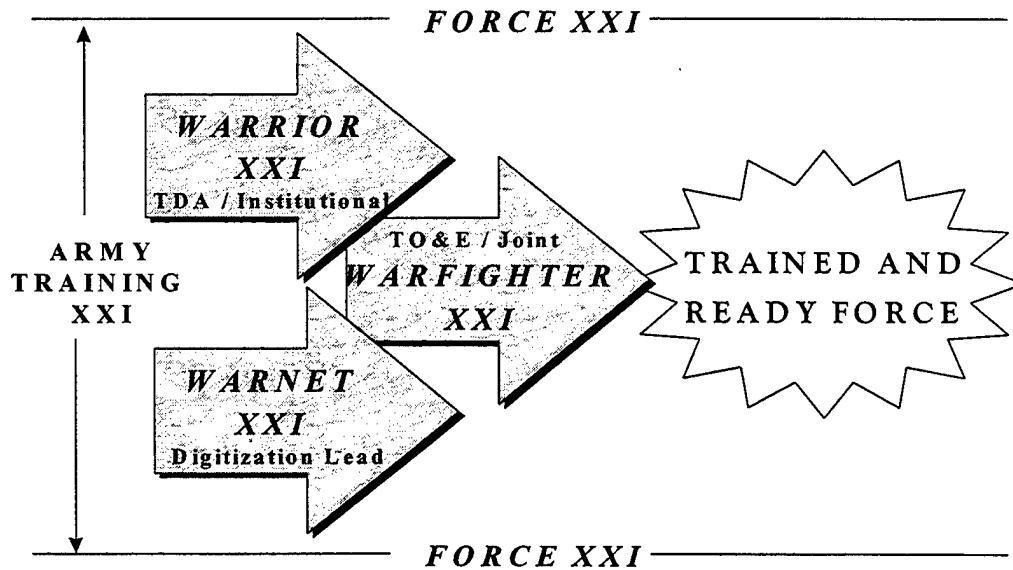 FORCE XXI
WARRIOR
XXI
TDA / Institutional
TO&E / Joint
WARFIGHTER
XXI
ARMY
TRAINING
XXI
TRAINED AND
READY FORCE
WARNET
XXI
Digitization Lead
FORCE XXI